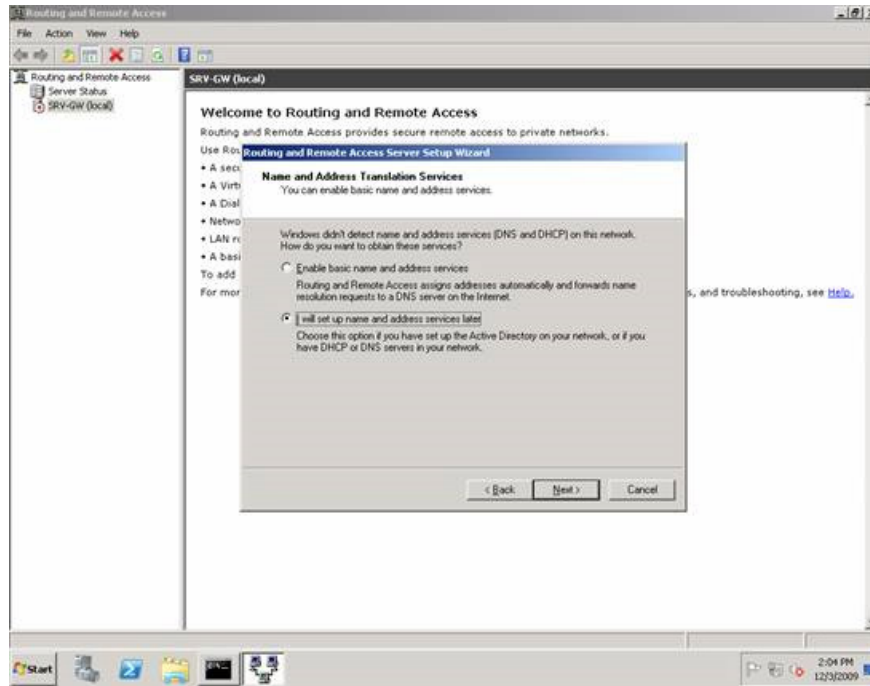 Routing and Remote Access
File Action View Help
Routing and Remote Access
Server Status
SRV-GW (local)
SRV-GW (local)
Welcome to Routing and Remote Access
Routing and Remote Access provides secure remote access to private networks.
Use Rou
• A secu
• A Virtu
• A Dial
• Netwo
• LAN ro
• A basi
To add
For mor
s, and troubleshooting, see Help.
Routing and Remote Access Server Setup Wizard
Name and Address Translation Services
You can enable basic name and address services.
Windows didn't detect name and address services (DNS and DHCP) on this network.
How do you want to obtain these services?
Enable basic name and address services
Routing and Remote Access assigns addresses automatically and forwards name
resolution requests to a DNS server on the Internet.
I will set up name and address services later
Choose this option if you have set up the Active Directory on your network, or if you
have DHCP or DNS servers in your network.
< Back Next > Cancel
Start
2:04 PM
12/3/2009